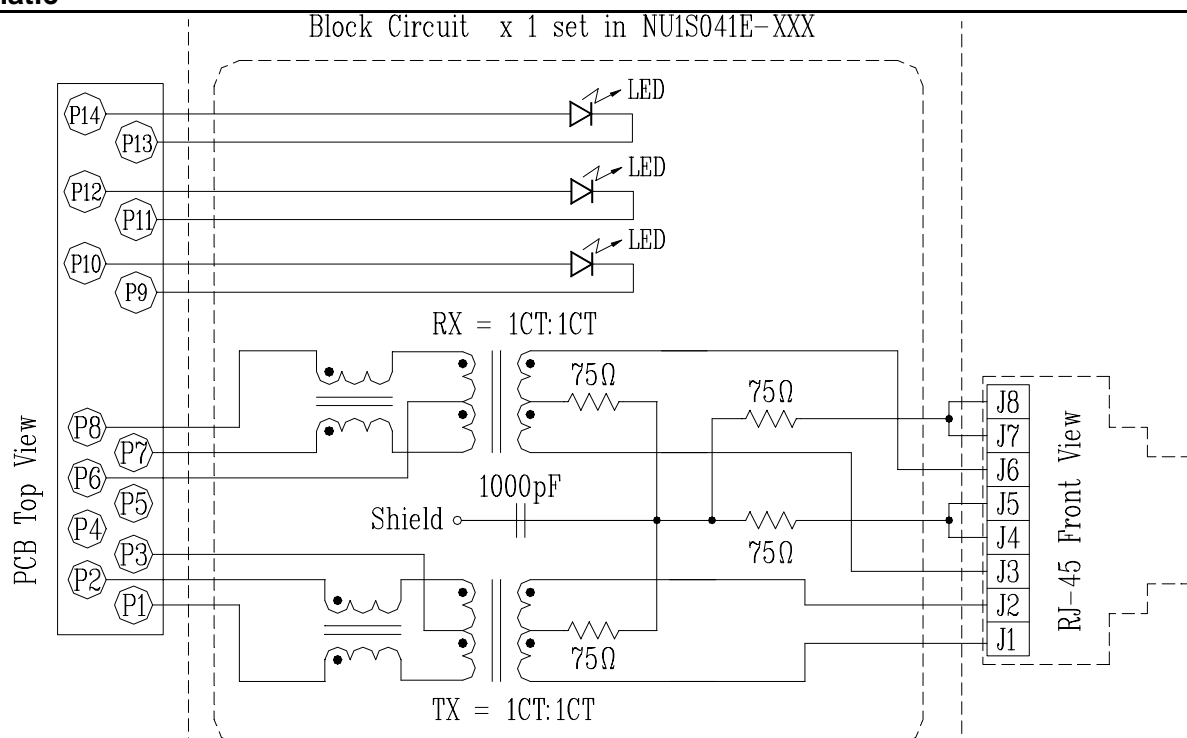 Block Circuit x 1 set in NU1S041E-XXX
P14
LED
P13
P12
LED
P11
P10
LED
P9
RX = 1CT:1CT
75Ω
75Ω
J8
P8
J7
P7
J6
P6
1000pF
J5
P5
Shield
J4
P4
75Ω
P3
J3
P2
J2
P1
J1
75Ω
TX = 1CT:1CT
PCB Top View
RJ-45 Front View